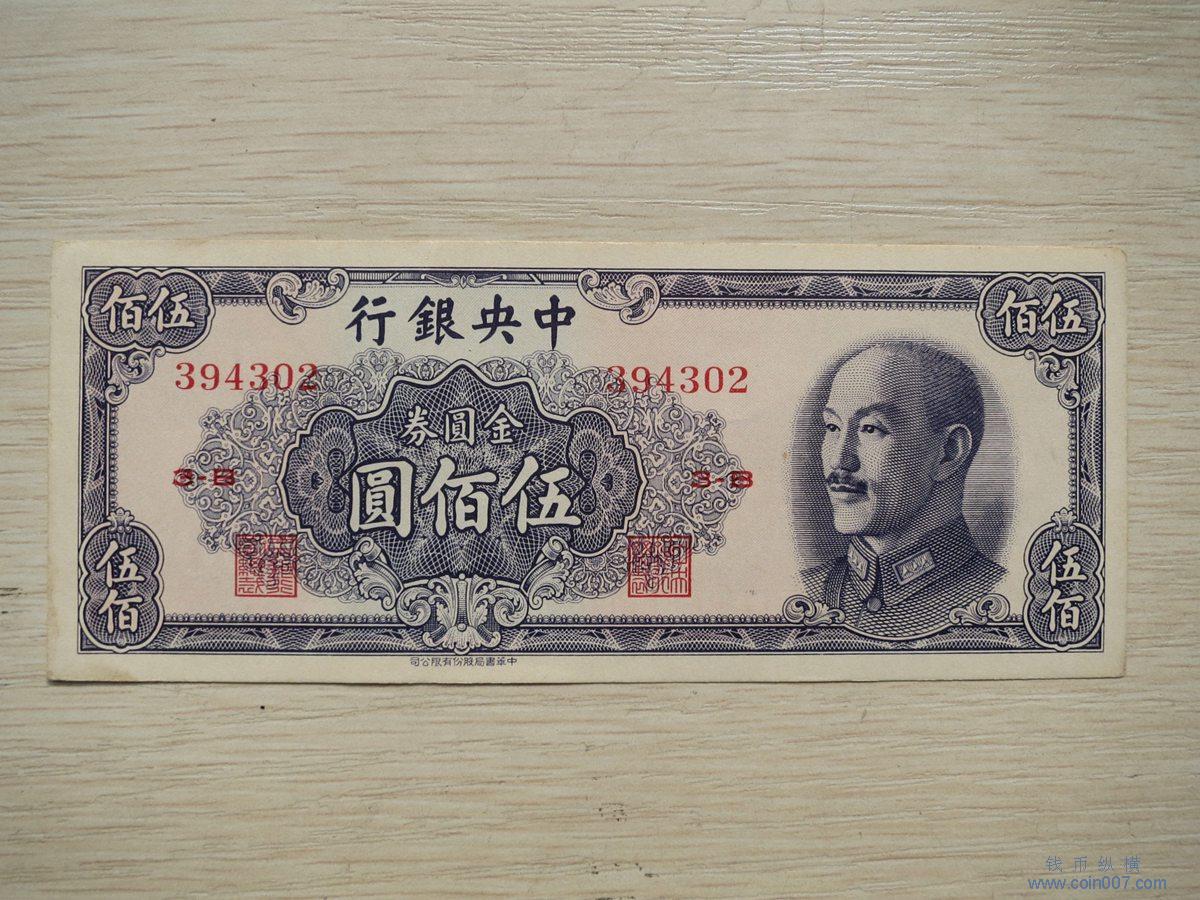 伍佰
中央銀行
伍佰
394302
394302
金圓券
伍佰圓
3-B
3-B
伍佰
伍佰
中華書局股份有限公司
钱币纵横
www.coin007.com